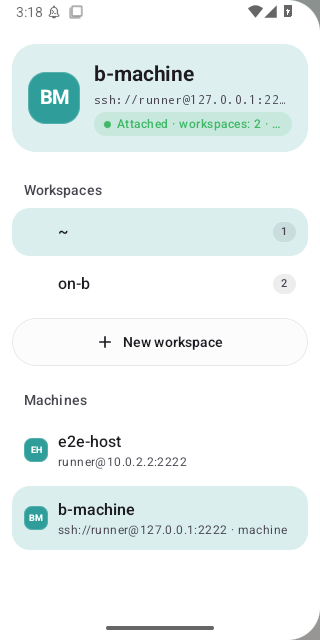 3:18
BM
b-machine
ssh://runner@127.0.0.1:22…
Attached · workspaces: 2 · …
Workspaces
~
1
on-b
2
+ New workspace
Machines
EH
e2e-host
runner@10.0.2.2:2222
BM
b-machine
ssh://runner@127.0.0.1:2222 · machine